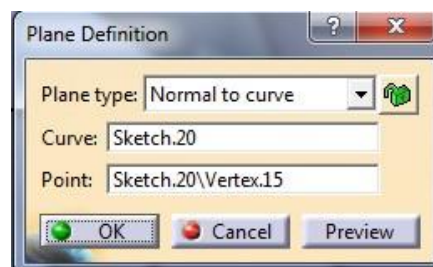 Plane Definition
Plane type: Normal to curve
Curve: Sketch.20
Point: Sketch.20\Vertex.15
OK Cancel Preview